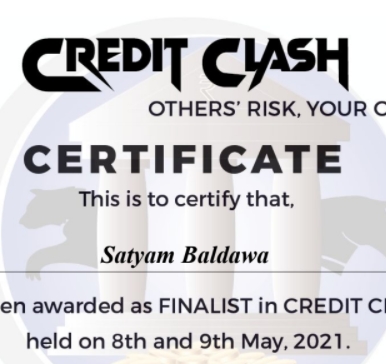 CREDIT CLASH
OTHERS' RISK, YOUR
CERTIFICATE
This is to certify that,
Satyam Baldawa
en awarded as FINALIST in CREDIT
held on 8th and 9th May, 2021.